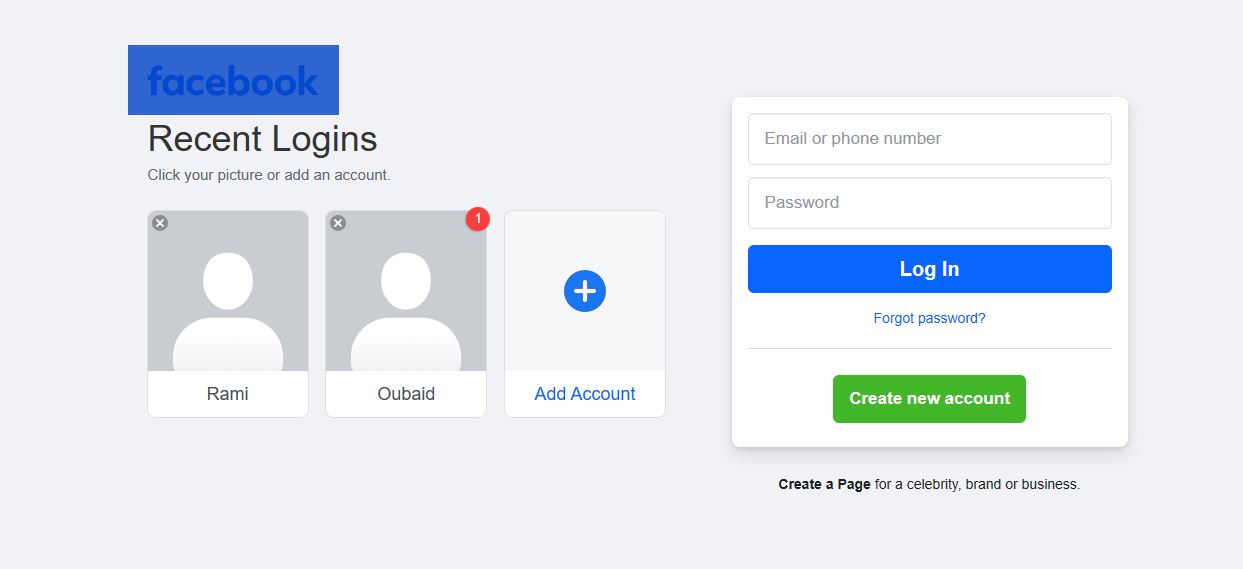 facebook
Recent Logins
Click your picture or add an account.
1
Rami
Oubaid
Add Account
Email or phone number
Password
Log In
Forgot password?
Create new account
Create a Page for a celebrity, brand or business.